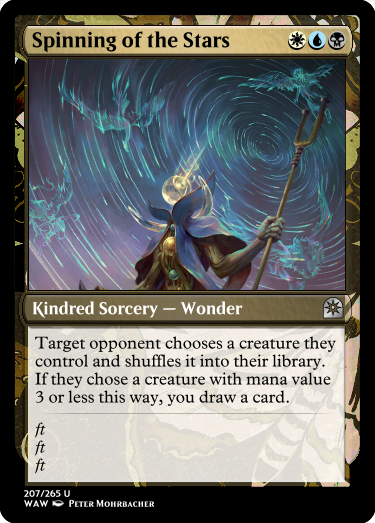 Spinning of the Stars
Kindred Sorcery — Wonder
Target opponent chooses a creature they
control and shuffles it into their library.
If they chose a creature with mana value
3 or less this way, you draw a card.
ft
ft
ft
207/265 U
WAW Peter Mohrbacher